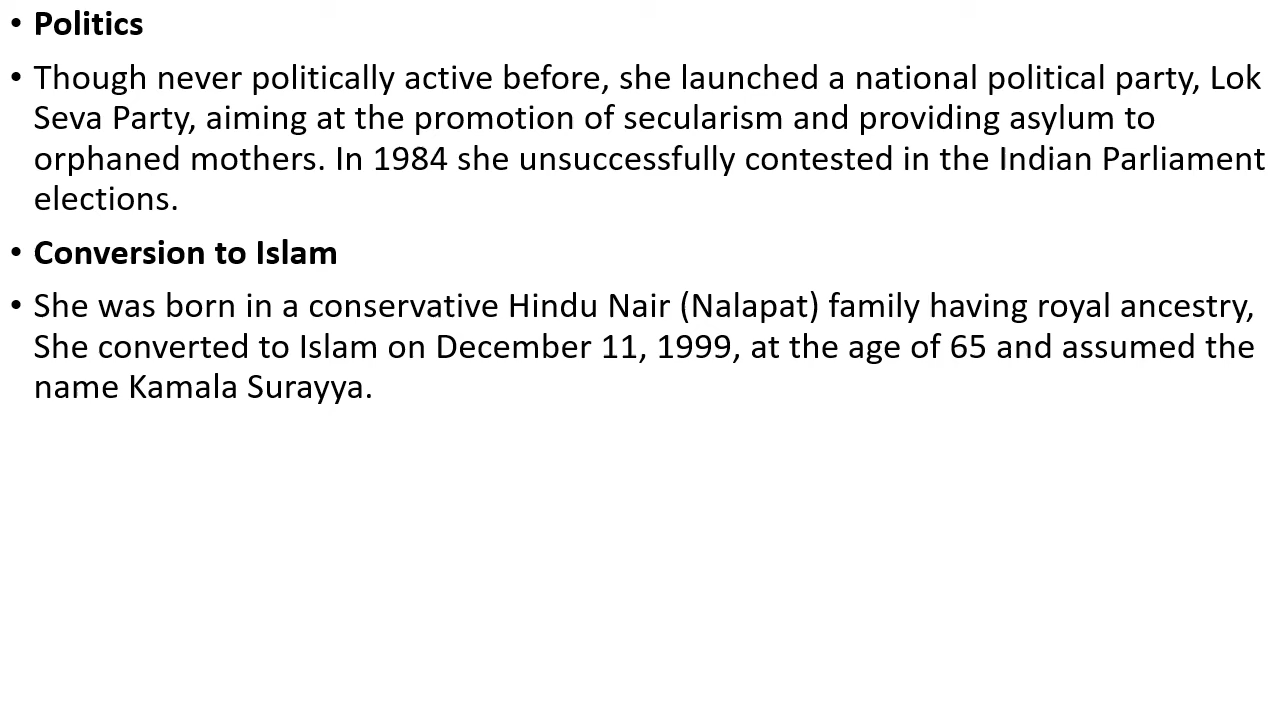 • Politics
• Though never politically active before, she launched a national political party, Lok
Seva Party, aiming at the promotion of secularism and providing asylum to
orphaned mothers. In 1984 she unsuccessfully contested in the Indian Parliament
elections.
• Conversion to Islam
• She was born in a conservative Hindu Nair (Nalapat) family having royal ancestry,
She converted to Islam on December 11, 1999, at the age of 65 and assumed the
name Kamala Surayya.